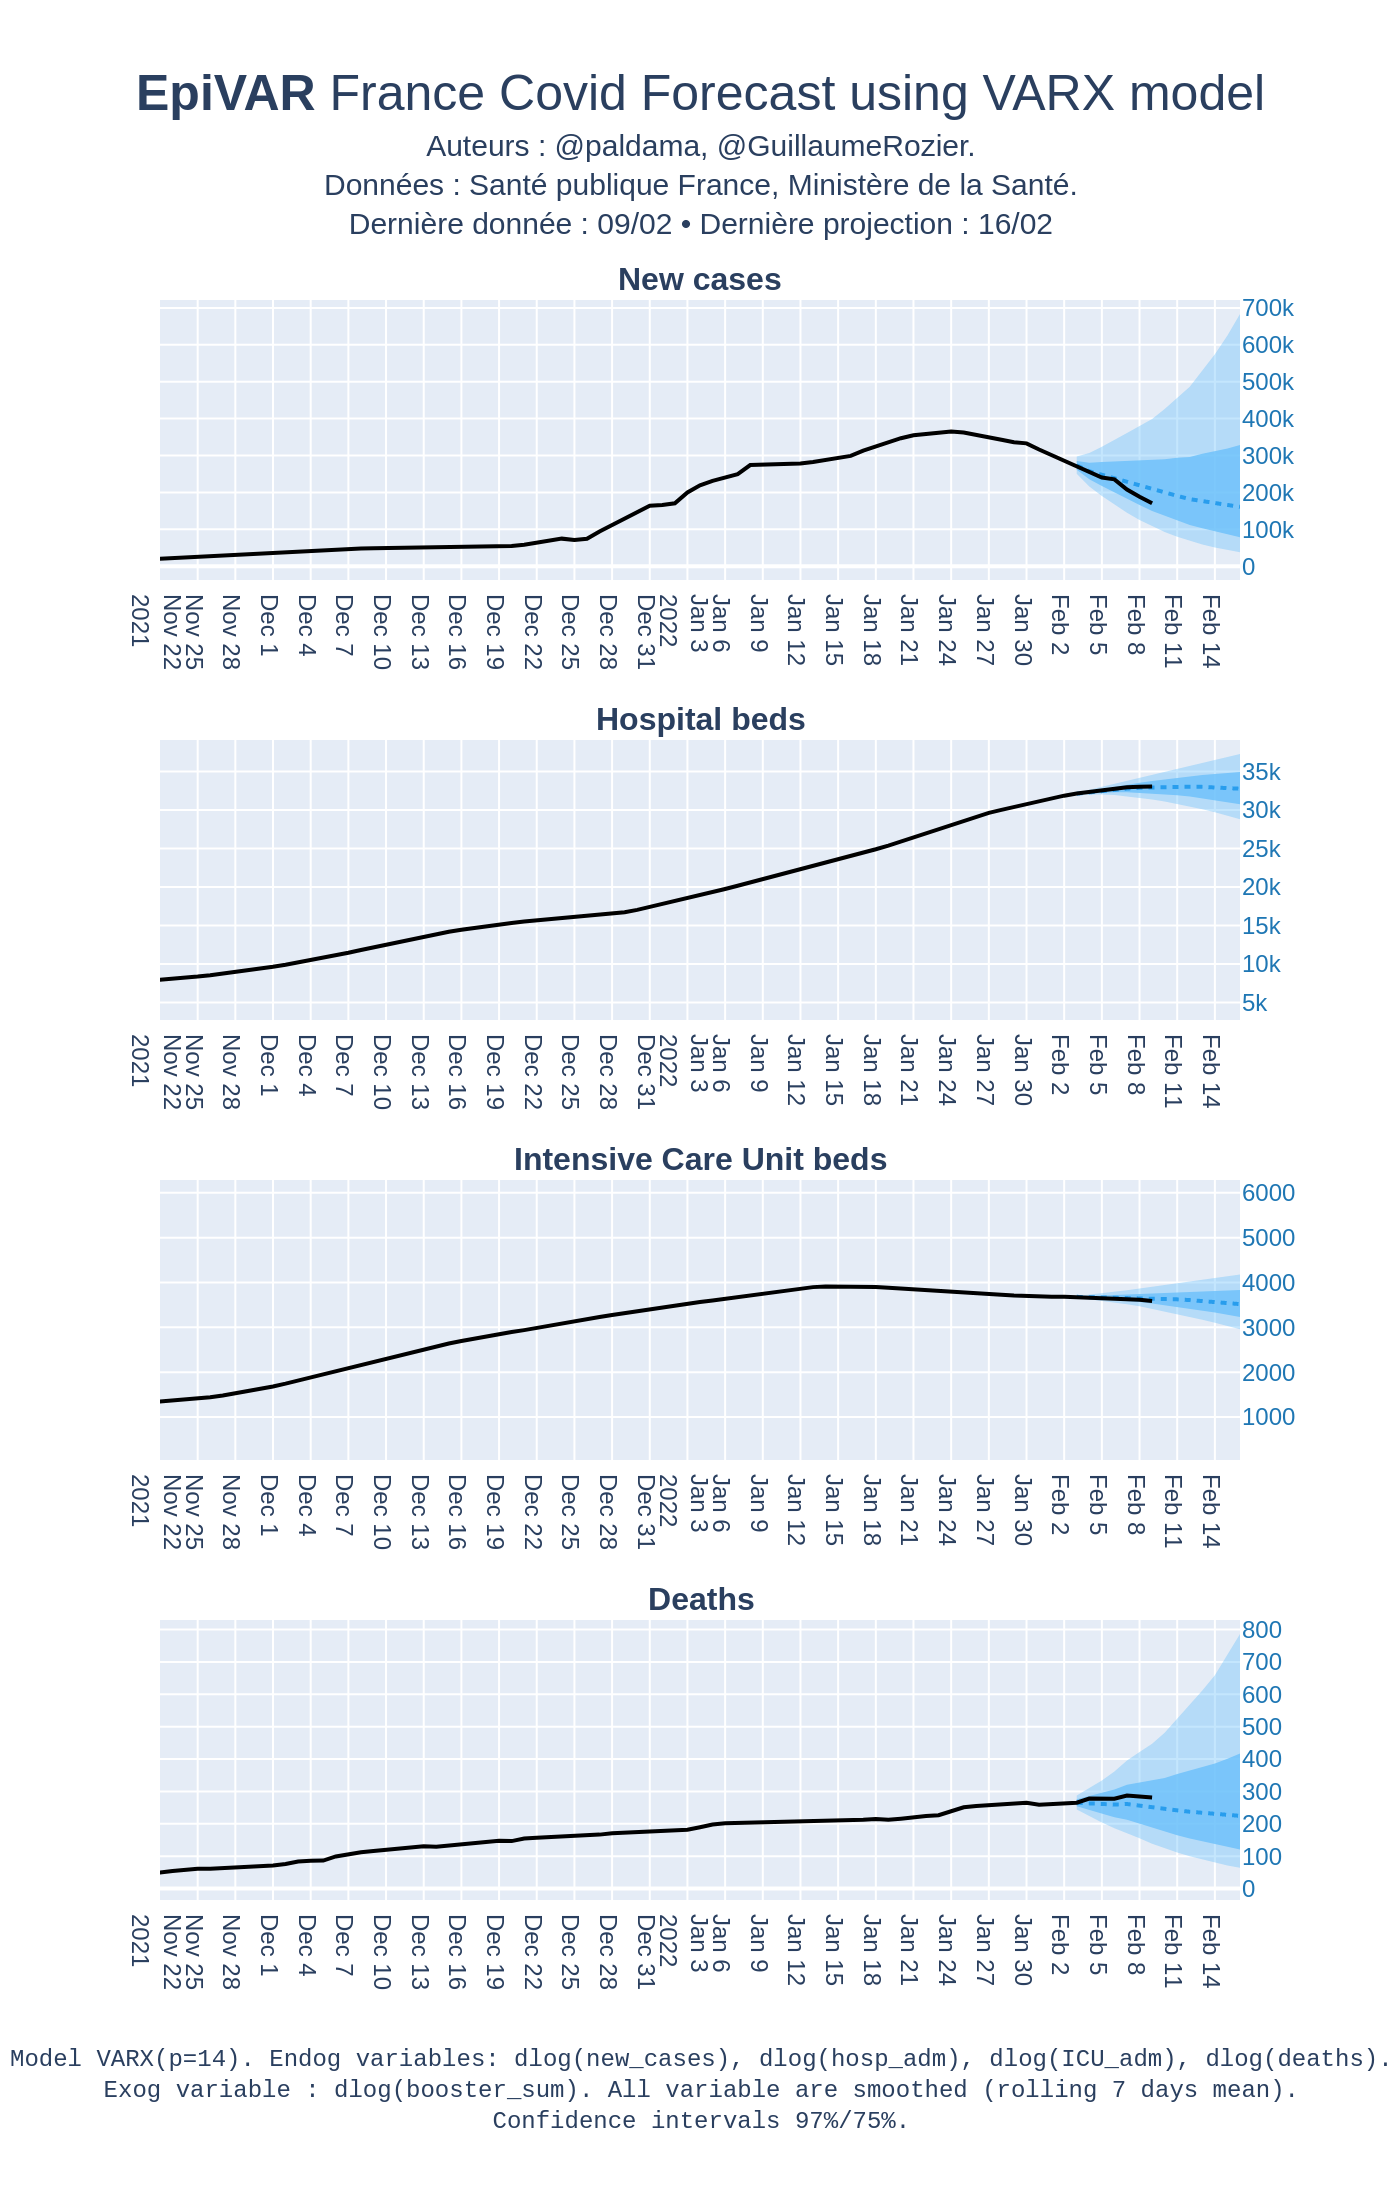 EpiVAR France Covid Forecast using VARX model
Auteurs : @paldama, @GuillaumeRozier.
Données : Santé publique France, Ministère de la Santé.
Dernière donnée : 09/02 • Dernière projection : 16/02
New cases
700k
600k
500k
400k
300k
200k
100k
0
2021
Nov 22
Nov 25
Nov 28
Dec 1
Dec 4
Dec 7
Dec 10
Dec 13
Dec 16
Dec 19
Dec 22
Dec 25
Dec 28
Dec 31
2022
Jan 3
Jan 6
Jan 9
Jan 12
Jan 15
Jan 18
Jan 21
Jan 24
Jan 27
Jan 30
Feb 2
Feb 5
Feb 8
Feb 11
Feb 14
Hospital beds
35k
30k
25k
20k
15k
10k
5k
2021
Nov 22
Nov 25
Nov 28
Dec 1
Dec 4
Dec 7
Dec 10
Dec 13
Dec 16
Dec 19
Dec 22
Dec 25
Dec 28
Dec 31
2022
Jan 3
Jan 6
Jan 9
Jan 12
Jan 15
Jan 18
Jan 21
Jan 24
Jan 27
Jan 30
Feb 2
Feb 5
Feb 8
Feb 11
Feb 14
Intensive Care Unit beds
6000
5000
4000
3000
2000
1000
2021
Nov 22
Nov 25
Nov 28
Dec 1
Dec 4
Dec 7
Dec 10
Dec 13
Dec 16
Dec 19
Dec 22
Dec 25
Dec 28
Dec 31
2022
Jan 3
Jan 6
Jan 9
Jan 12
Jan 15
Jan 18
Jan 21
Jan 24
Jan 27
Jan 30
Feb 2
Feb 5
Feb 8
Feb 11
Feb 14
Deaths
800
700
600
500
400
300
200
100
0
2021
Nov 22
Nov 25
Nov 28
Dec 1
Dec 4
Dec 7
Dec 10
Dec 13
Dec 16
Dec 19
Dec 22
Dec 25
Dec 28
Dec 31
2022
Jan 3
Jan 6
Jan 9
Jan 12
Jan 15
Jan 18
Jan 21
Jan 24
Jan 27
Jan 30
Feb 2
Feb 5
Feb 8
Feb 11
Feb 14
Model VARX(p=14). Endog variables: dlog(new_cases), dlog(hosp_adm), dlog(ICU_adm), dlog(deaths).
Exog variable : dlog(booster_sum). All variable are smoothed (rolling 7 days mean).
Confidence intervals 97%/75%.